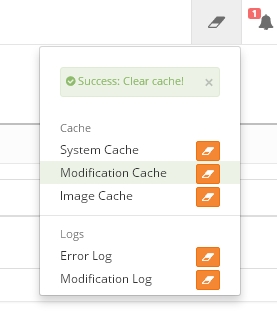 1
Success: Clear cache!
×
Cache
System Cache
Modification Cache
Image Cache
Logs
Error Log
Modification Log